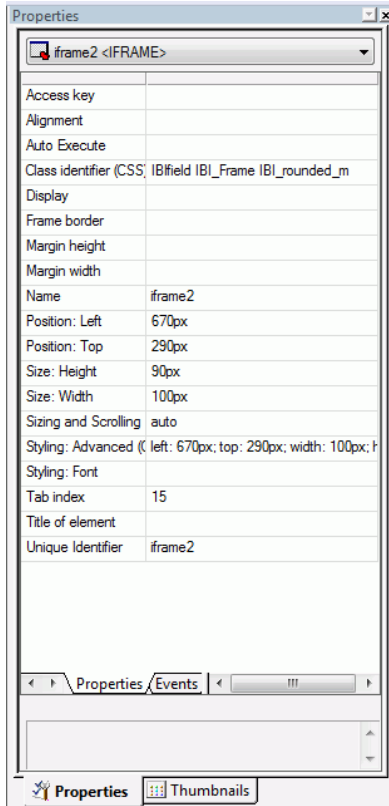 Properties
iframe2 <IFRAME>
Access key
Alignment
Auto Execute
Class identifier (CSS) IBIfield IBI_Frame IBI_rounded_m
Display
Frame border
Margin height
Margin width
Name iframe2
Position: Left 670px
Position: Top 290px
Size: Height 90px
Size: Width 100px
Sizing and Scrolling auto
Styling: Advanced (C left: 670px; top: 290px; width: 100px; h
Styling: Font
Tab index 15
Title of element
Unique Identifier iframe2
Properties Events
Properties Thumbnails